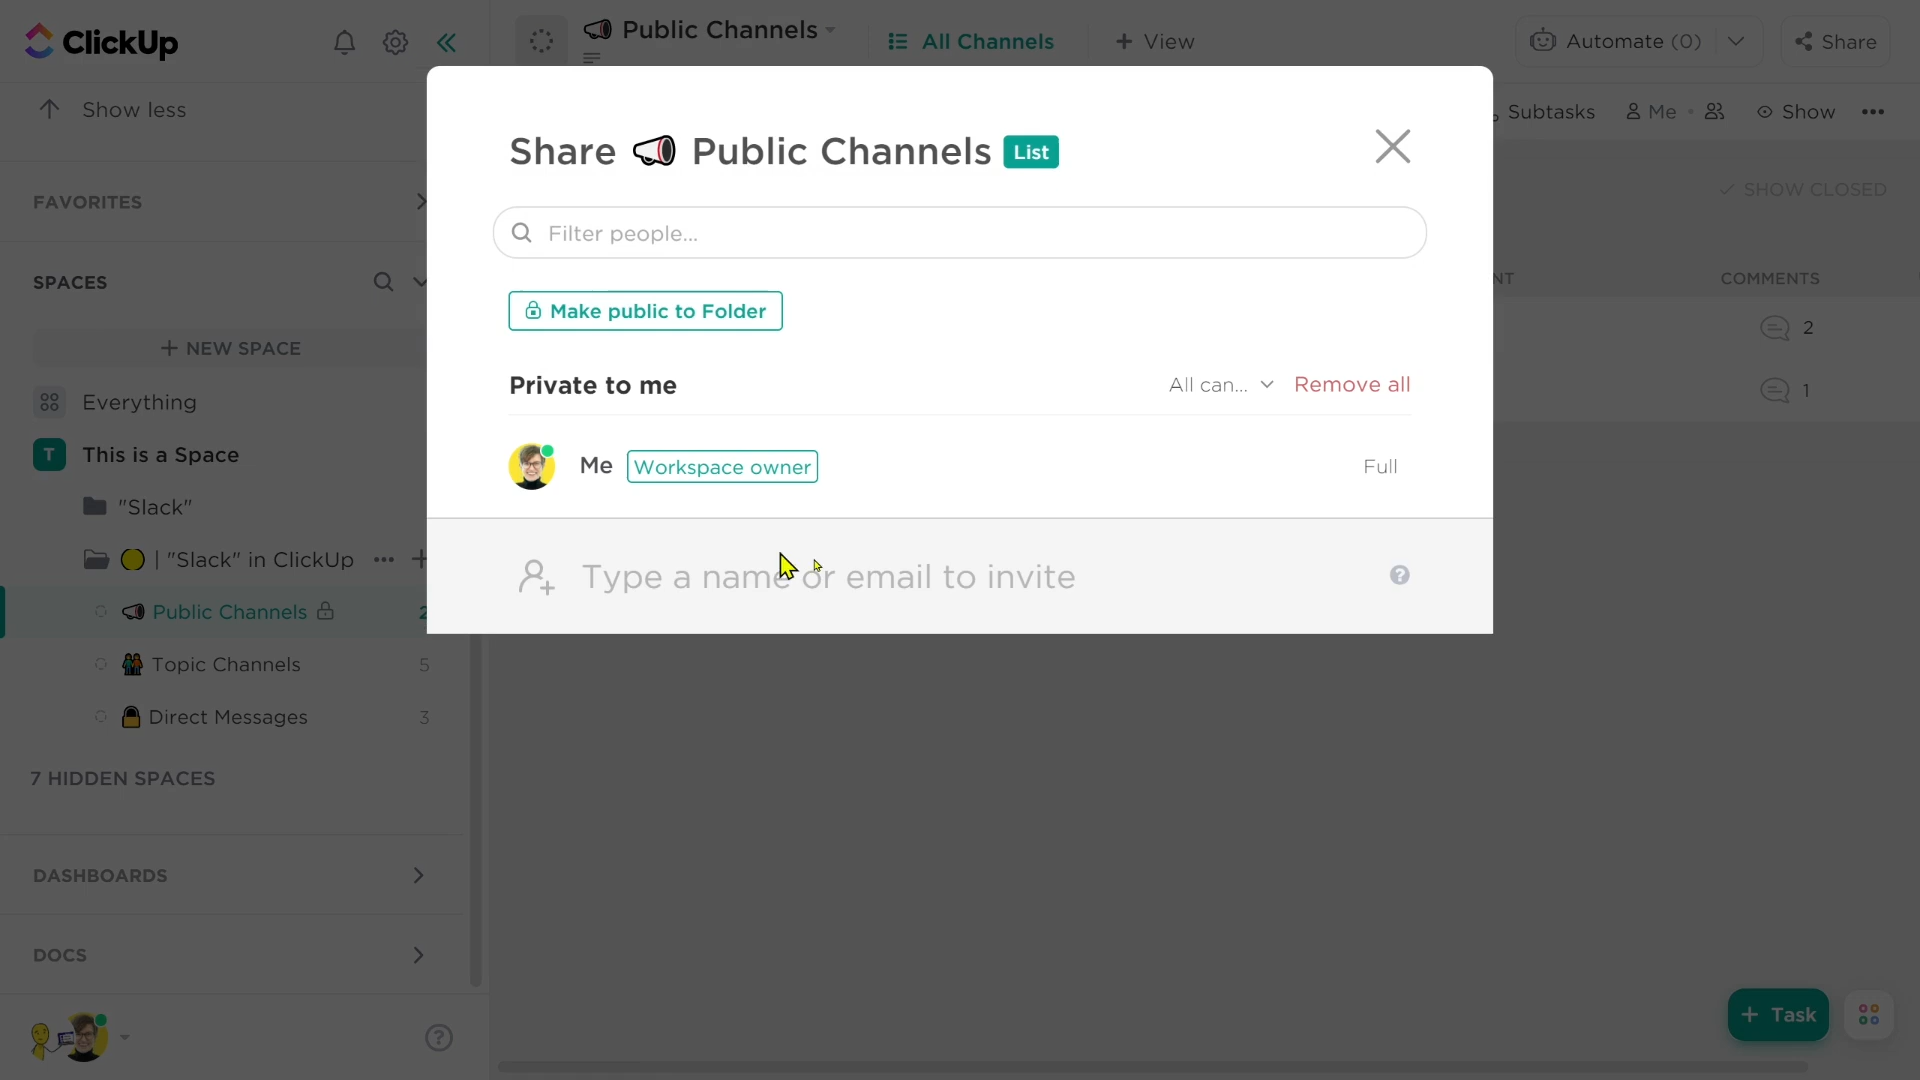 ClickUp
Public Channels
All Channels
View
Automate (0)
Share
Show less
Subtasks
Me
Show
FAVORITES
SHOW CLOSED
SPACES
NT
COMMENTS
NEW SPACE
2
Everything
1
T This is a Space
"Slack"
| "Slack" in ClickUp
Public Channels 2
Topic Channels 5
Direct Messages 3
7 HIDDEN SPACES
DASHBOARDS
DOCS
Share Public Channels List
Filter people...
Make public to Folder
Private to me All can... Remove all
Me Workspace owner Full
Type a name or email to invite ?
?
+ Task